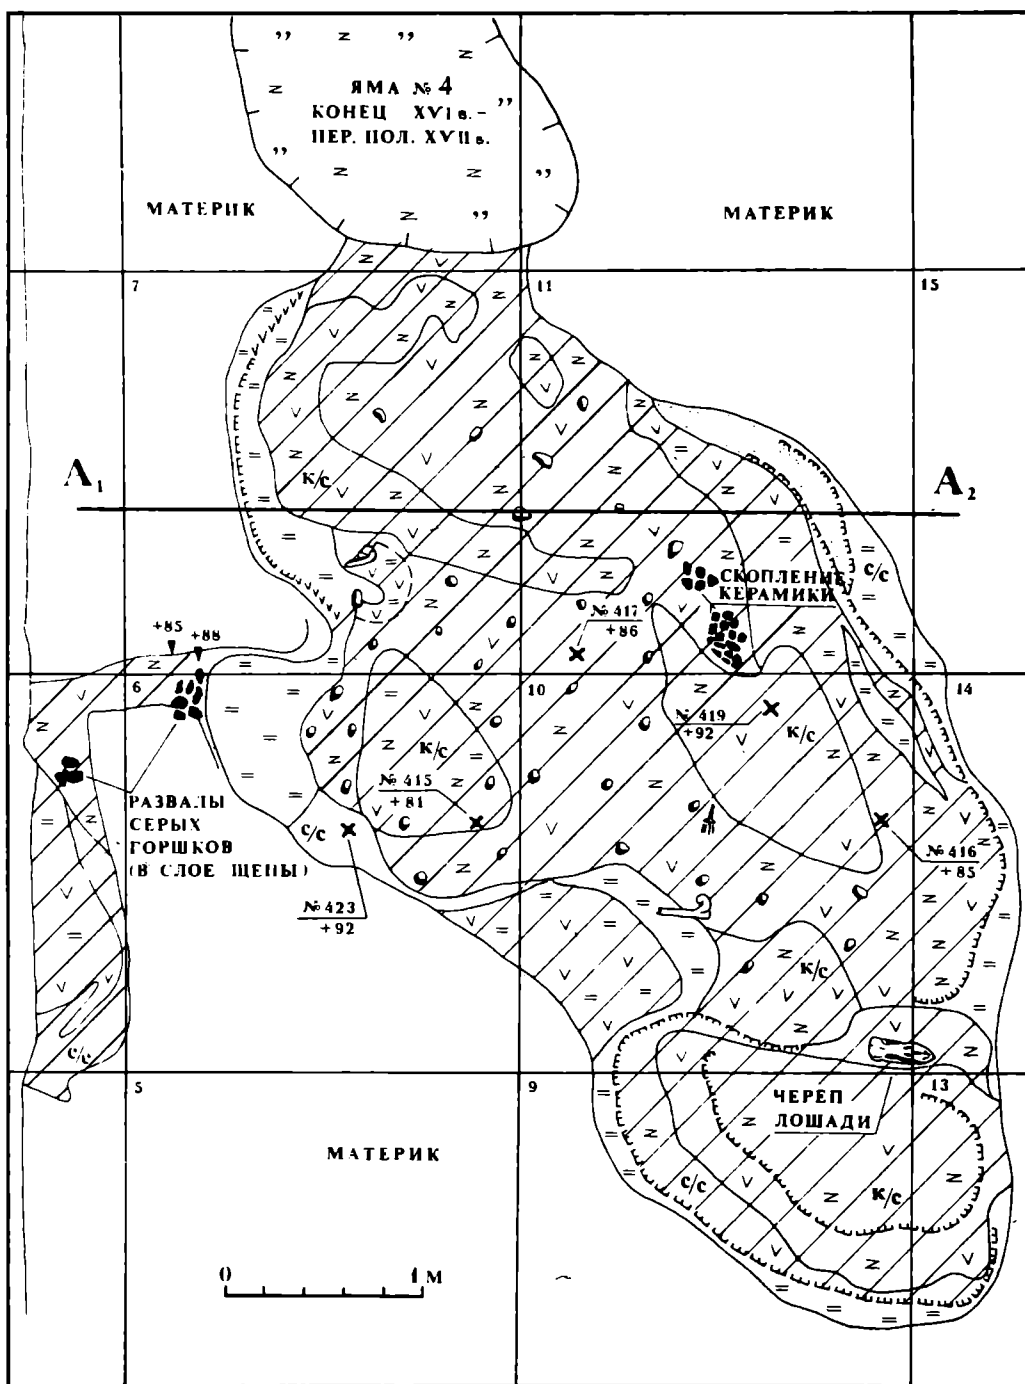 ЯМА № 4
КОНЕЦ XVI в. -
ПЕР. ПОЛ. XVII в.
МАТЕРИК
МАТЕРИК
7
11
15
К/С
А₁
А₂
С/С
СКОПЛЕНИЕ
КЕРАМИКИ
№ 417
+86
+85
+88
6
10
14
№ 419
+92
К/С
К/С
№ 415
+81
РАЗВАЛЫ
СЕРЫХ
ГОРШКОВ
(В СЛОЕ ЩЕПЫ)
С/С
№ 416
+85
№ 423
+92
К/С
С/С
5
9
13
ЧЕРЕП
ЛОШАДИ
МАТЕРИК
С/С
К/С
0
1 М